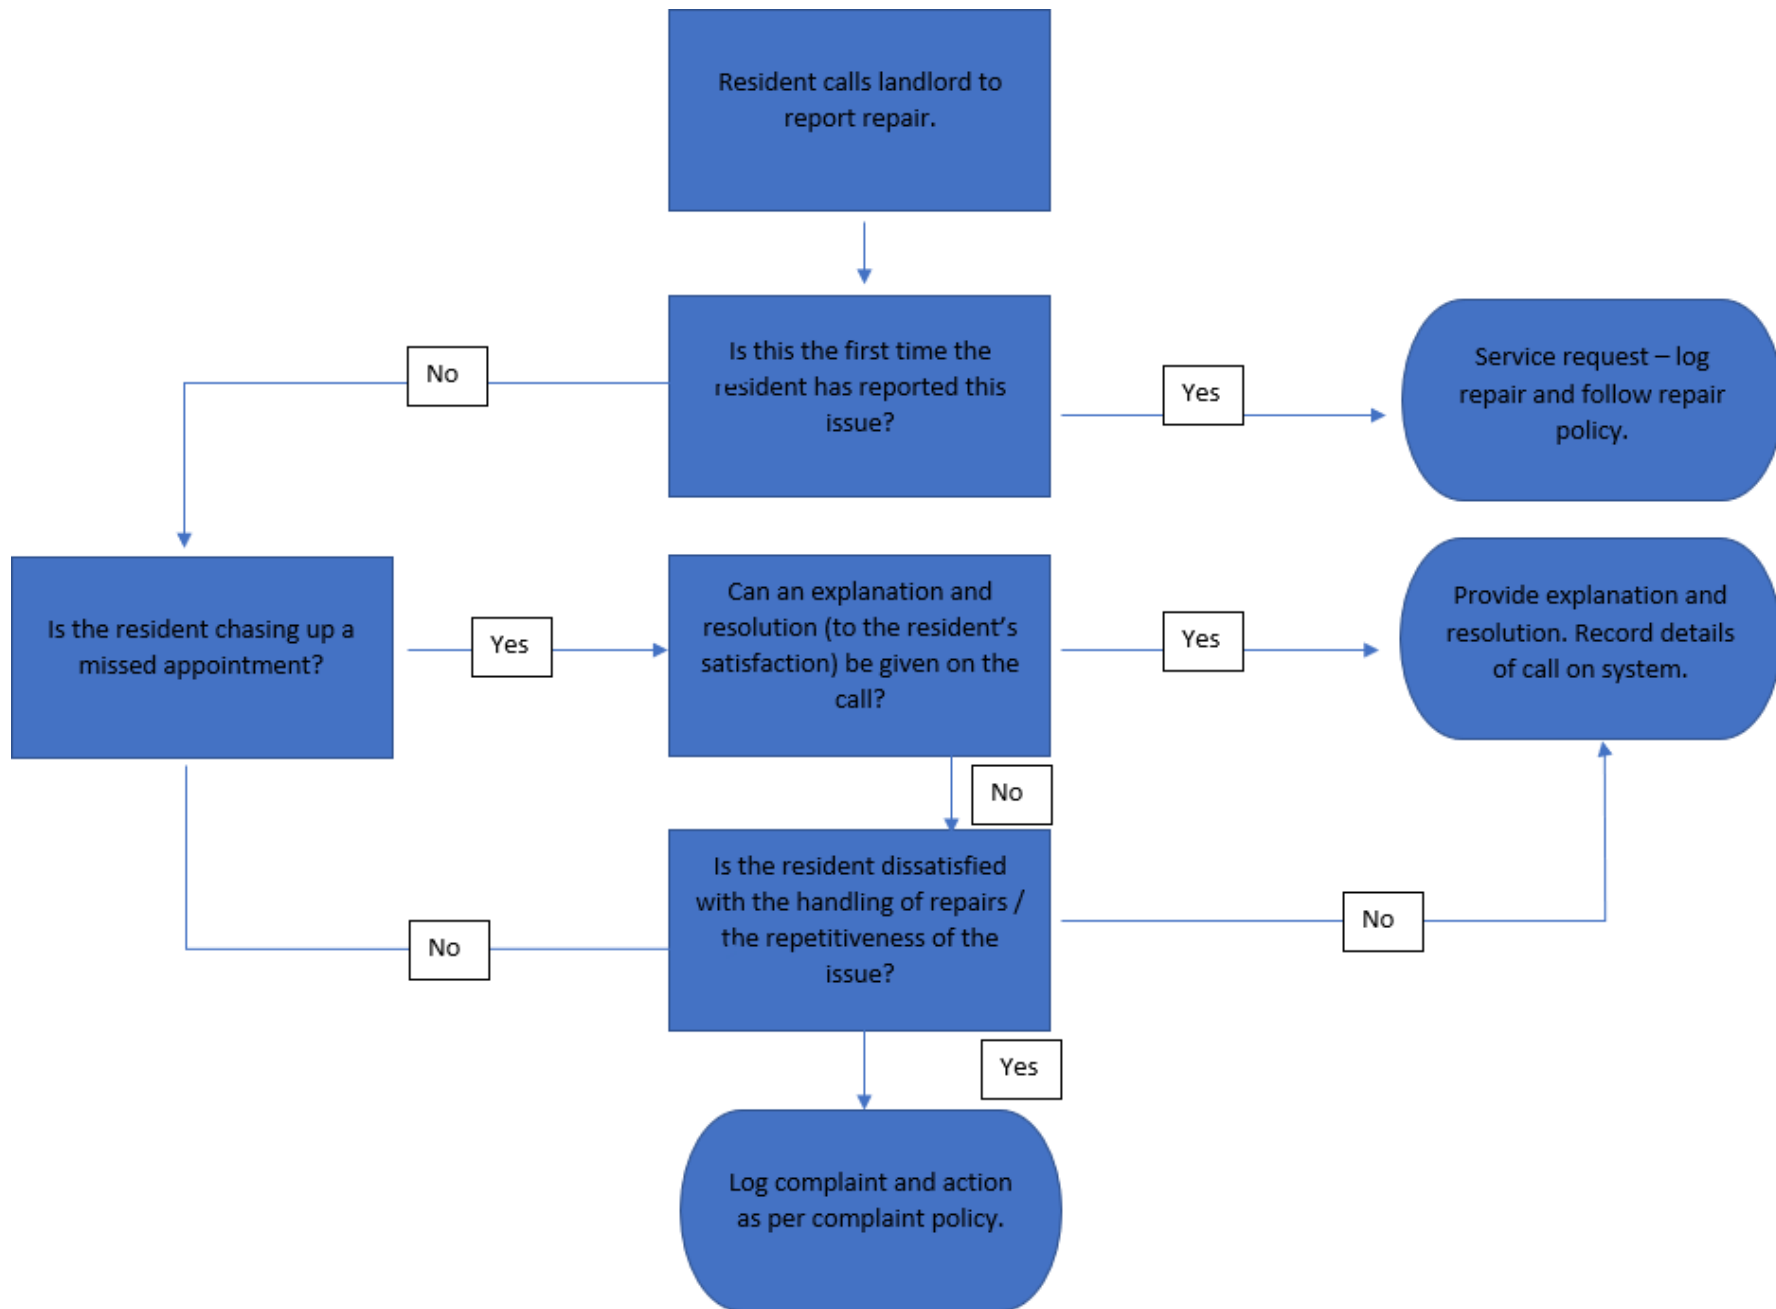 Resident calls landlord to
report repair.
Is this the first time the
resident has reported this
issue?
No
Yes
Service request – log
repair and follow repair
policy.
Is the resident chasing up a
missed appointment?
Yes
Can an explanation and
resolution (to the resident’s
satisfaction) be given on the
call?
Yes
Provide explanation and
resolution. Record details
of call on system.
No
Is the resident dissatisfied
with the handling of repairs /
the repetitiveness of the
issue?
No
No
Yes
Log complaint and action
as per complaint policy.